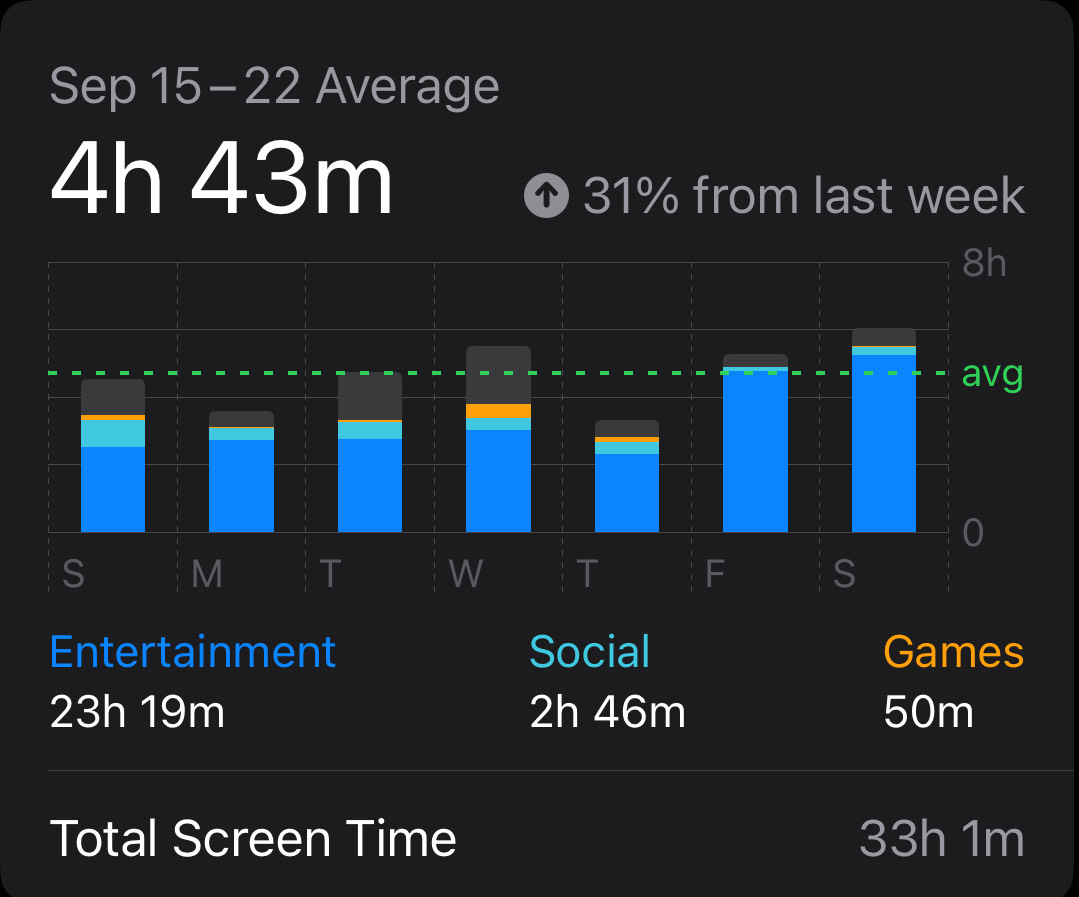 Sep 15 – 22 Average
4h 43m
31% from last week
8h
avg
0
S M T W T F S
Entertainment Social Games
23h 19m 2h 46m 50m
Total Screen Time 33h 1m